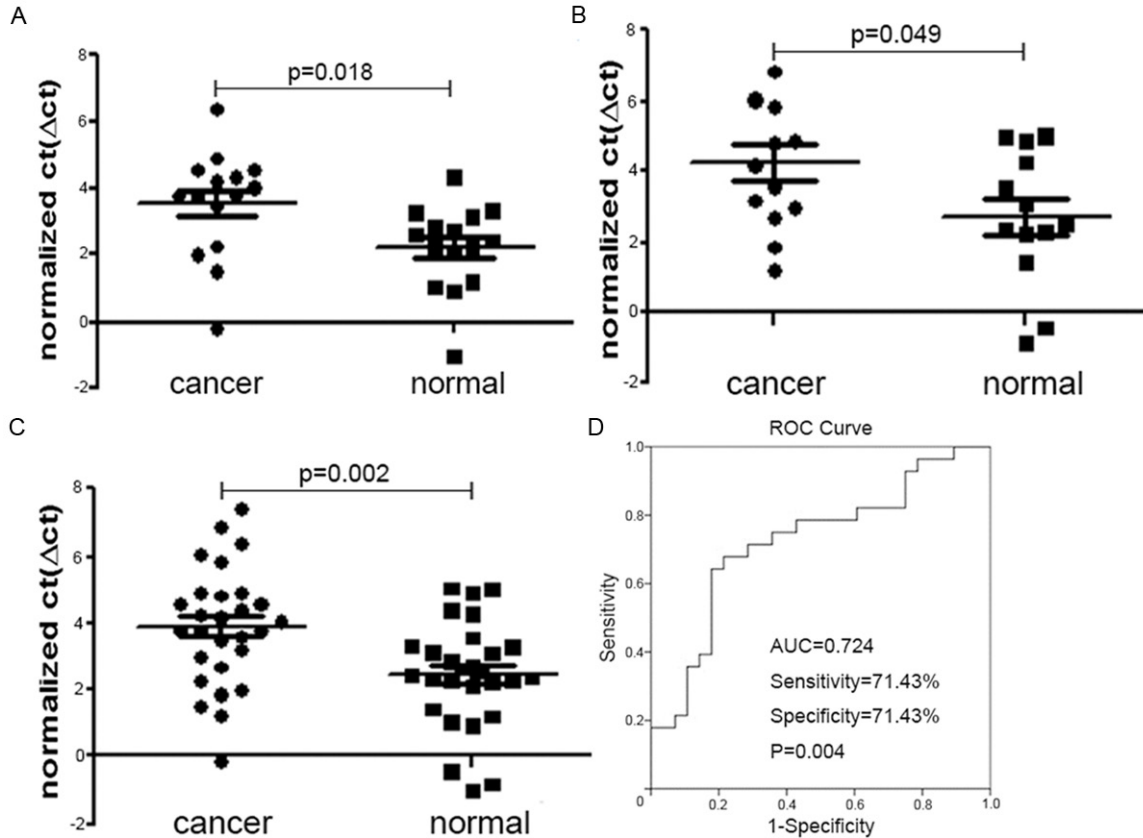 A
normalized ct(Δct)
8
6
4
2
0
-2
p=0.018
cancer
normal
B
normalized ct(Δct)
8
6
4
2
0
-2
p=0.049
cancer
normal
C
normalized ct(Δct)
8
6
4
2
0
-2
p=0.002
cancer
normal
D
ROC Curve
Sensitivity
1.0
0.8
0.6
0.4
0.2
0
AUC=0.724
Sensitivity=71.43%
Specificity=71.43%
P=0.004
0.2 0.4 0.6 0.8 1.0
1-Specificity